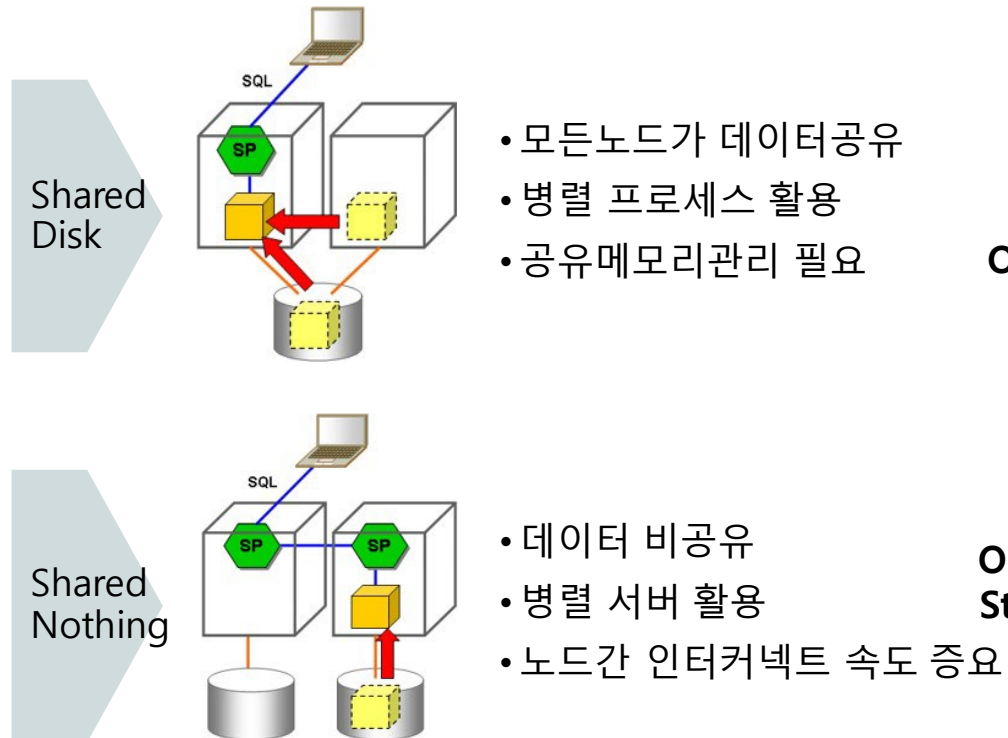 SQL
SP
Shared
Disk
• 모든노드가 데이터공유
• 병렬 프로세스 활용
• 공유메모리관리 필요
SQL
SP
SP
Shared
Nothing
• 데이터 비공유
• 병렬 서버 활용
• 노드간 인터커넥트 속도 증요